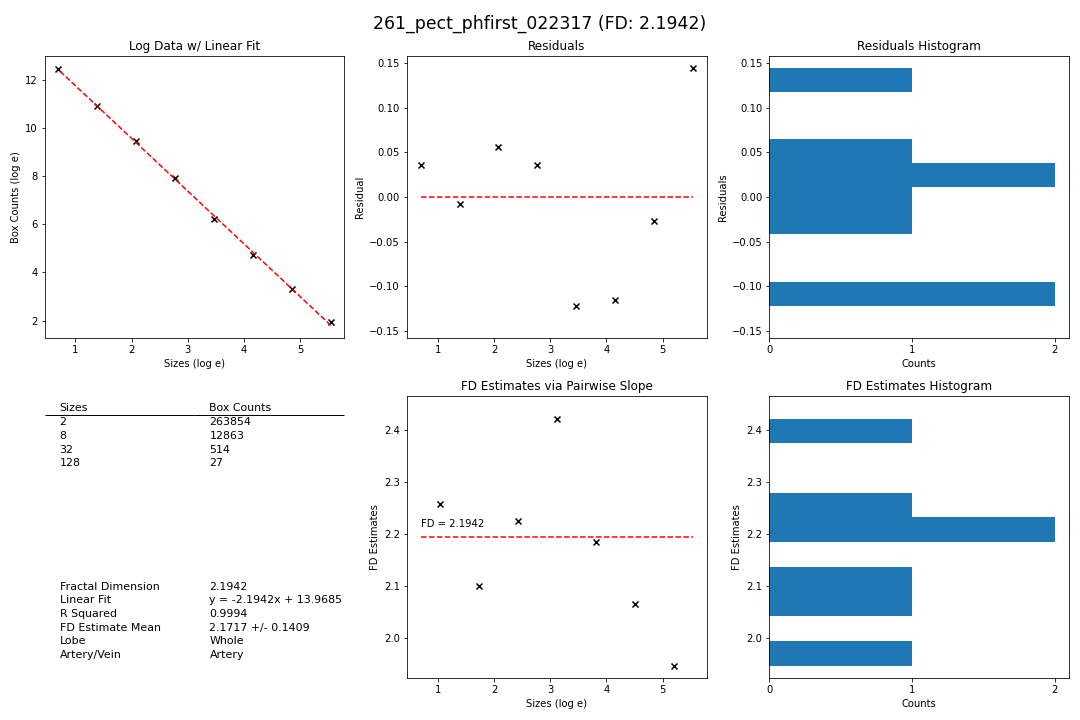 261_pect_phfirst_022317 (FD: 2.1942)
Log Data w/ Linear Fit
Box Counts (log e)
12
10
8
6
4
2
1 2 3 4 5
Sizes (log e)
Residuals
Residual
0.15
0.10
0.05
0.00
−0.05
−0.10
−0.15
1 2 3 4 5
Sizes (log e)
Residuals Histogram
Residuals
0.15
0.10
0.05
0.00
−0.05
−0.10
−0.15
0 1 2
Counts
Sizes Box Counts
2 263854
8 12863
32 514
128 27
Fractal Dimension 2.1942
Linear Fit y = -2.1942x + 13.9685
R Squared 0.9994
FD Estimate Mean 2.1717 +/- 0.1409
Lobe Whole
Artery/Vein Artery
FD Estimates via Pairwise Slope
FD Estimates
2.4
2.3
2.2
2.1
2.0
FD = 2.1942
1 2 3 4 5
Sizes (log e)
FD Estimates Histogram
FD Estimates
2.4
2.3
2.2
2.1
2.0
0 1 2
Counts